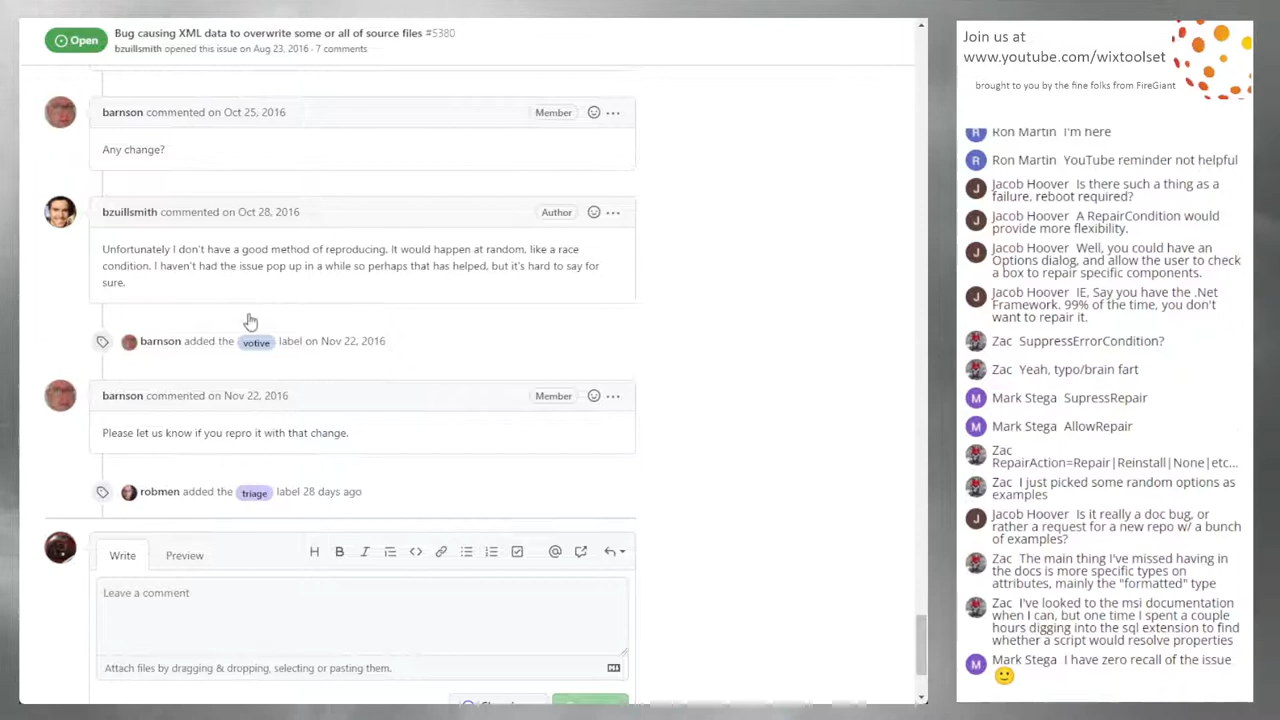 Open
Bug causing XML data to overwrite some or all of source files #5380
bzuillsmith opened this issue on Aug 23, 2016 · 7 comments
barnson commented on Oct 25, 2016
Member
Any change?
bzuillsmith commented on Oct 28, 2016
Author
Unfortunately I don't have a good method of reproducing. It would happen at random, like a race
condition. I haven't had the issue pop up in a while so perhaps that has helped, but it's hard to say for
sure.
barnson added the votive label on Nov 22, 2016
barnson commented on Nov 22, 2016
Member
Please let us know if you repro it with that change.
robmen added the triage label 28 days ago
Write
Preview
Leave a comment
Attach files by dragging & dropping, selecting or pasting them.
Join us at
www.youtube.com/wixtoolset
brought to you by the fine folks from FireGiant
R Ron Martin I'm here
R Ron Martin YouTube reminder not helpful
J Jacob Hoover Is there such a thing as a
failure, reboot required?
J Jacob Hoover A RepairCondition would
provide more flexibility.
J Jacob Hoover Well, you could have an
Options dialog, and allow the user to check
a box to repair specific components.
J Jacob Hoover IE, Say you have the .Net
Framework. 99% of the time, you don't
want to repair it.
Zac SuppressErrorCondition?
Zac Yeah, typo/brain fart
M Mark Stega SupressRepair
M Mark Stega AllowRepair
Zac
RepairAction=Repair|Reinstall|None|etc...
Zac I just picked some random options as
examples
J Jacob Hoover Is it really a doc bug, or
rather a request for a new repo w/ a bunch
of examples?
Zac The main thing I've missed having in
the docs is more specific types on
attributes, mainly the "formatted" type
Zac I've looked to the msi documentation
when I can, but one time I spent a couple
hours digging into the sql extension to find
whether a script would resolve properties
M Mark Stega I have zero recall of the issue
🙂